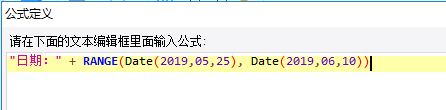 公式定义
请在下面的文本编辑框里面输入公式:
"日期：" + RANGE(Date(2019,05,25), Date(2019,06,10))